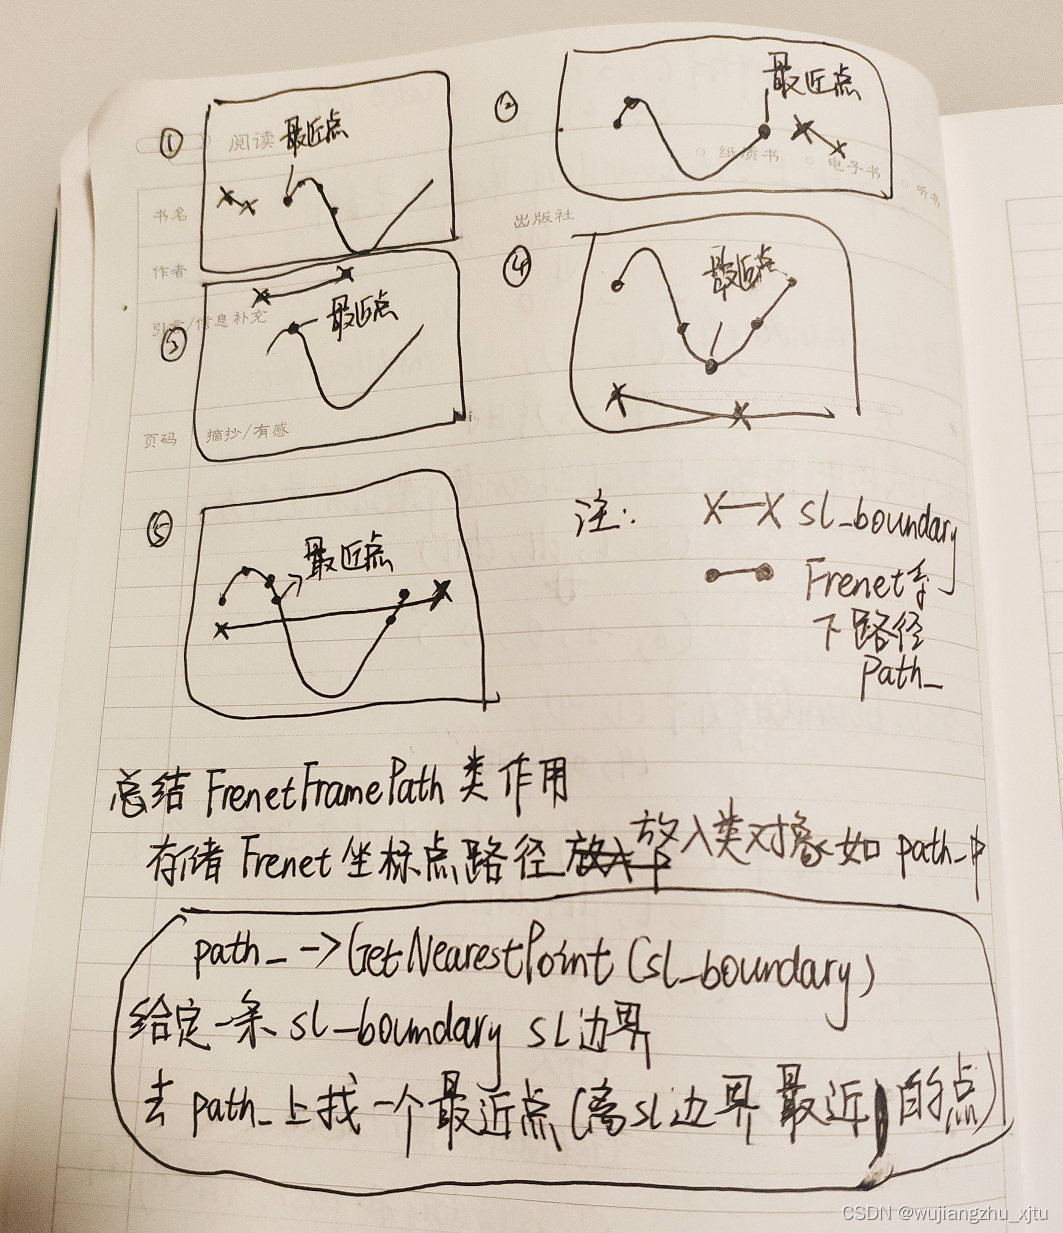 ① 最近点
阅读
② 最近点
纸质书
电子书
听书
书名
出版社
作者
引言/信息补充
③ 最近点
④ 最近点
页码 摘抄/有感
⑤ 最近点
注: X—X sl_boundary
Frenet系
下路径
Path_
总结 FrenetFramePath 类作用
存储 Frenet 坐标点路径 放入类对象如 path_中
path_->GetNearestPoint(sl_boundary)
给定一条 sl_boundary sl边界
去 path_上找一个最近点(离sl边界最近的点)
CSDN @wujiangzhu_xjtu